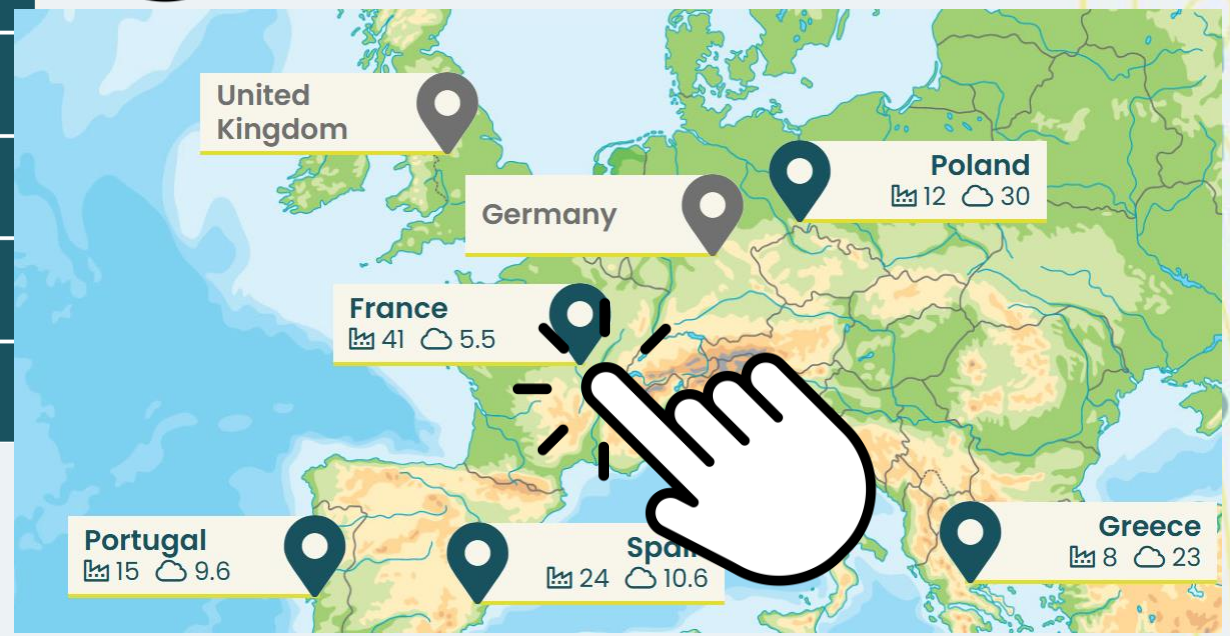 United
Kingdom
Poland
12 30
Germany
France
41 5.5
Portugal
15 9.6
24 10.6
Greece
8 23